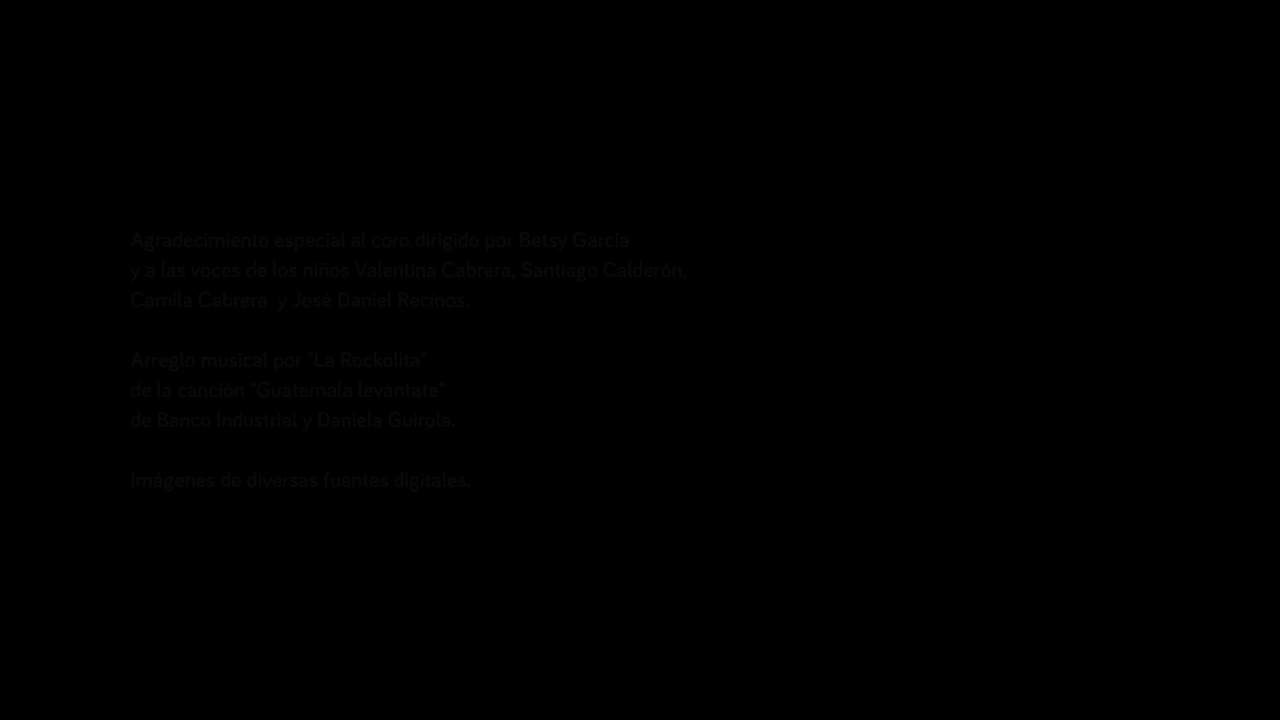 Agradecimiento especial al coro dirigido por Betsy García
y a las voces de los niños Valentina Cabrera, Santiago Calderón,
Camila Cabrera y José Daniel Recinos.
Arreglo musical por "La Rockolita"
de la canción "Guatemala levántate"
de Banco Industrial y Daniela Guirola.
Imágenes de diversas fuentes digitales.